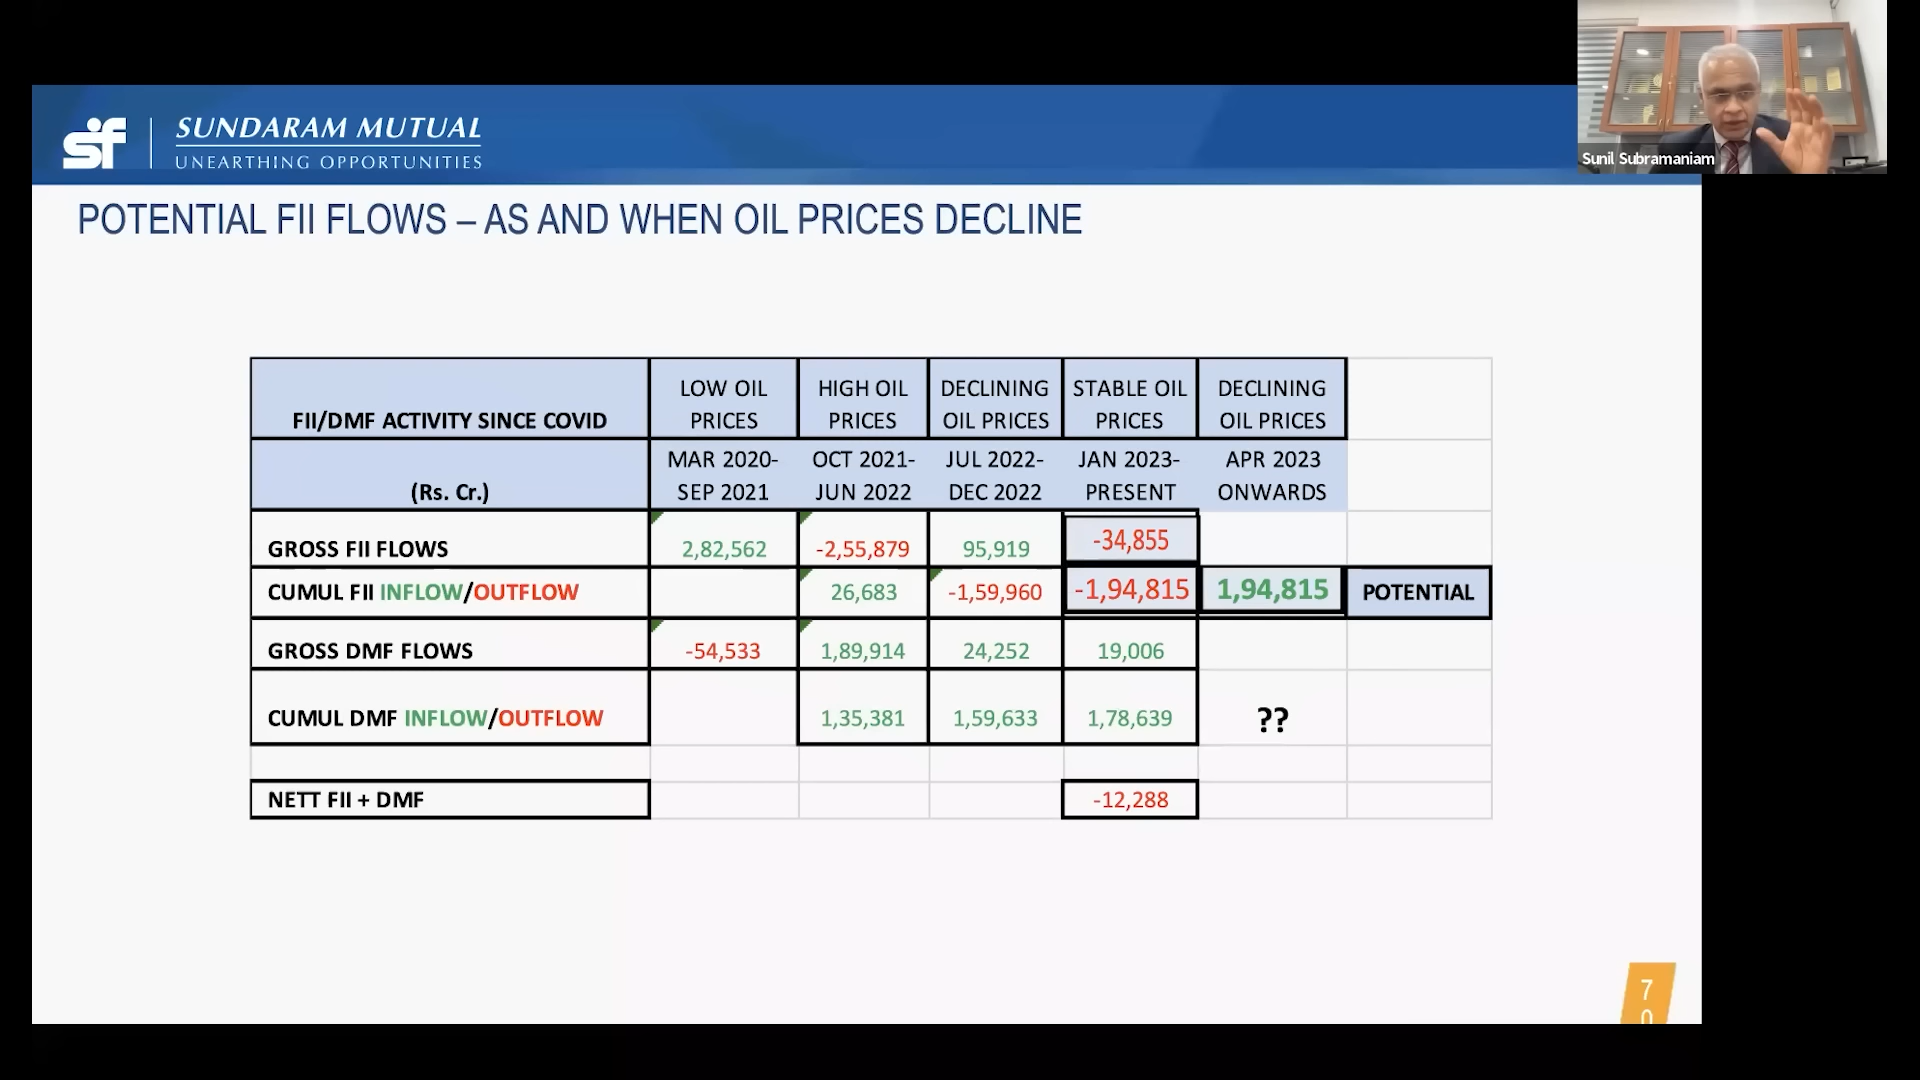 Sunil Subramaniam
sf
SUNDARAM MUTUAL
UNEARTHING OPPORTUNITIES
POTENTIAL FII FLOWS – AS AND WHEN OIL PRICES DECLINE
FII/DMF ACTIVITY SINCE COVID
LOW OIL
PRICES
HIGH OIL
PRICES
DECLINING
OIL PRICES
STABLE OIL
PRICES
DECLINING
OIL PRICES
(Rs. Cr.)
MAR 2020-
SEP 2021
OCT 2021-
JUN 2022
JUL 2022-
DEC 2022
JAN 2023-
PRESENT
APR 2023
ONWARDS
GROSS FII FLOWS
2,82,562
-2,55,879
95,919
-34,855
CUMUL FII INFLOW/OUTFLOW
26,683
-1,59,960
-1,94,815
1,94,815
POTENTIAL
GROSS DMF FLOWS
-54,533
1,89,914
24,252
19,006
CUMUL DMF INFLOW/OUTFLOW
1,35,381
1,59,633
1,78,639
??
NETT FII + DMF
-12,288
7
0